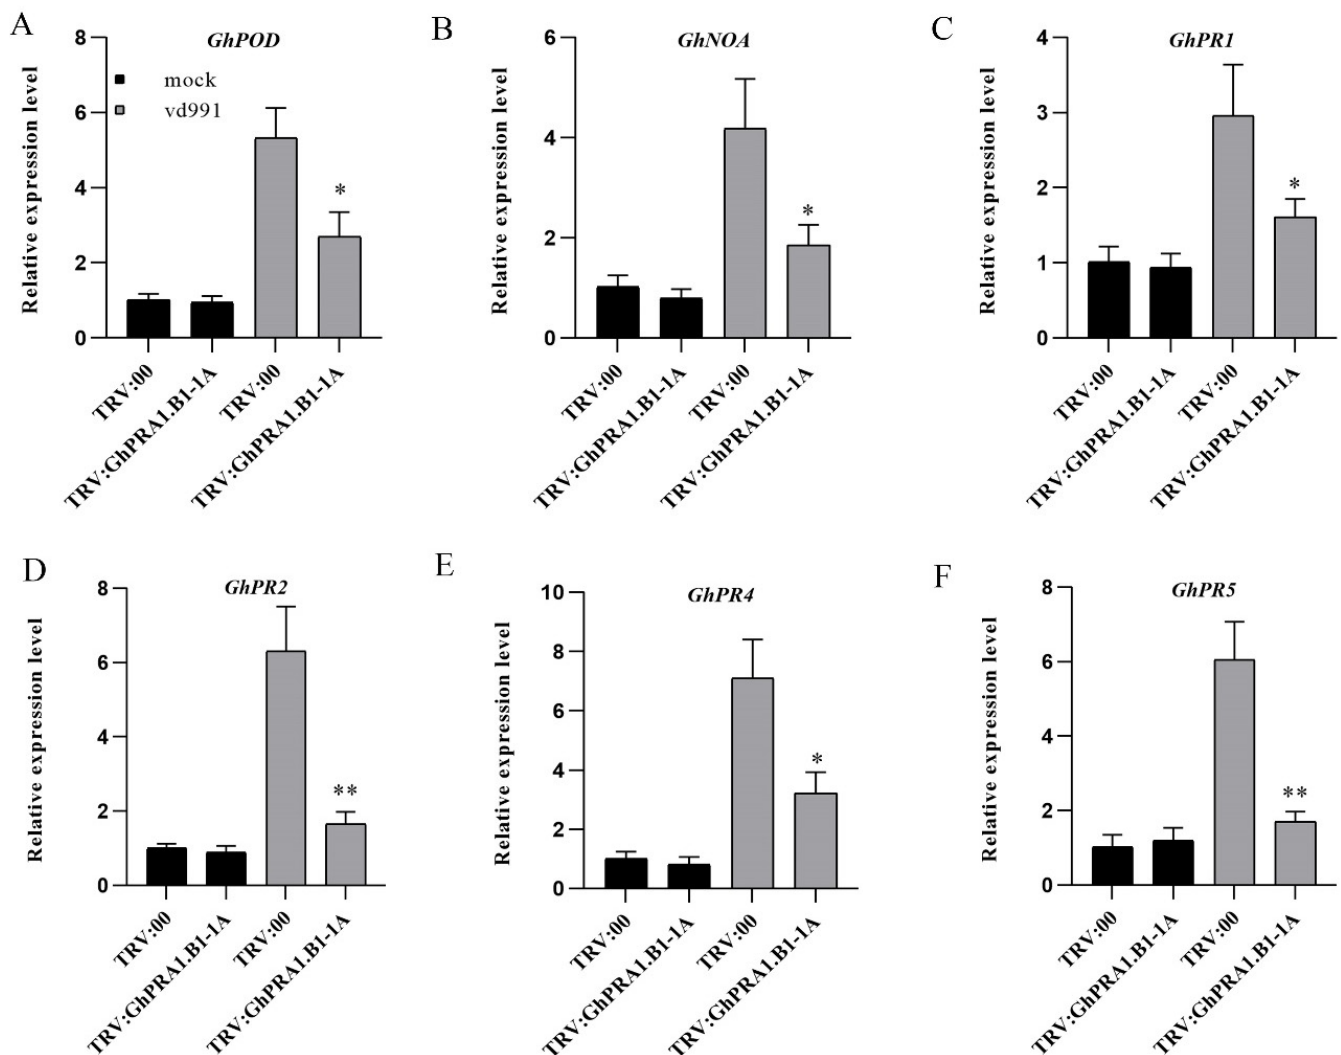 A
GhPOD
Relative expression level
8
6
4
2
0
mock
vd991
*
TRV:00
TRV:GhPRA1.B1-1A
TRV:00
TRV:GhPRA1.B1-1A
B
GhNOA
Relative expression level
6
4
2
0
*
TRV:00
TRV:GhPRA1.B1-1A
TRV:00
TRV:GhPRA1.B1-1A
C
GhPR1
Relative expression level
4
3
2
1
0
*
TRV:00
TRV:GhPRA1.B1-1A
TRV:00
TRV:GhPRA1.B1-1A
D
GhPR2
Relative expression level
8
6
4
2
0
**
TRV:00
TRV:GhPRA1.B1-1A
TRV:00
TRV:GhPRA1.B1-1A
E
GhPR4
Relative expression level
10
8
6
4
2
0
*
TRV:00
TRV:GhPRA1.B1-1A
TRV:00
TRV:GhPRA1.B1-1A
F
GhPR5
Relative expression level
8
6
4
2
0
**
TRV:00
TRV:GhPRA1.B1-1A
TRV:00
TRV:GhPRA1.B1-1A